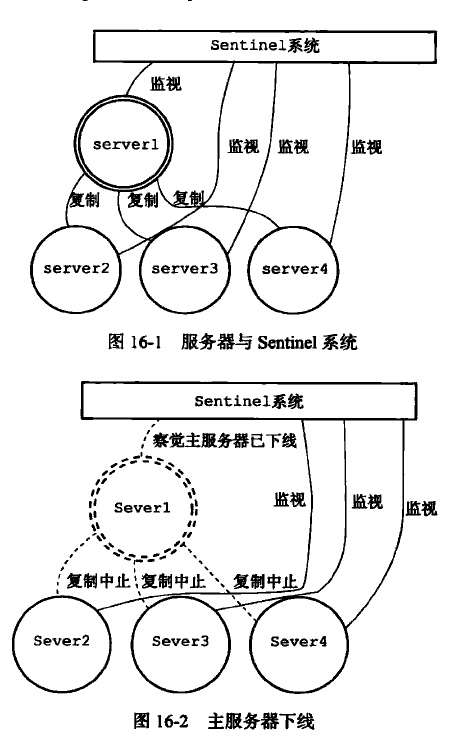 Sentinel系统
监视
server1
监视 监视 监视
复制 复制 复制
server2 server3 server4
图 16-1 服务器与 Sentinel 系统
Sentinel系统
察觉主服务器已下线
Sever1
监视 监视 监视
复制中止 复制中止 复制中止
Sever2 Sever3 Sever4
图 16-2 主服务器下线